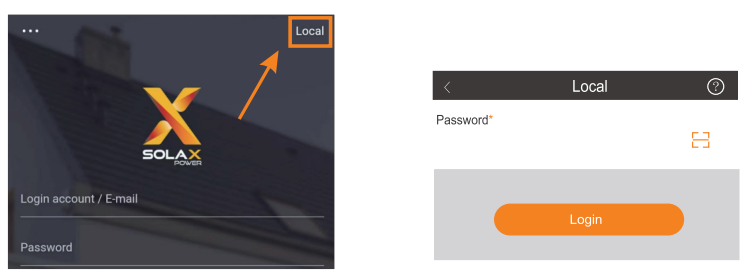 ...
Local
SOLAX
POWER
Login account / E-mail
Password
Local
?
Password*
Login